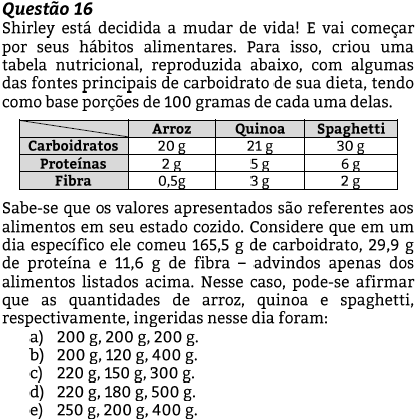 Questão 16
Shirley está decidida a mudar de vida! E vai começar
por seus hábitos alimentares. Para isso, criou uma
tabela nutricional, reproduzida abaixo, com algumas
das fontes principais de carboidrato de sua dieta, tendo
como base porções de 100 gramas de cada uma delas.
Arroz Quinoa Spaghetti
Carboidratos 20 g 21 g 30 g
Proteínas 2 g 5 g 6 g
Fibra 0,5g 3 g 2 g
Sabe-se que os valores apresentados são referentes aos
alimentos em seu estado cozido. Considere que em um
dia específico ele comeu 165,5 g de carboidrato, 29,9 g
de proteína e 11,6 g de fibra – advindos apenas dos
alimentos listados acima. Nesse caso, pode-se afirmar
que as quantidades de arroz, quinoa e spaghetti,
respectivamente, ingeridas nesse dia foram:
a) 200 g, 200 g, 200 g.
b) 200 g, 120 g, 400 g.
c) 220 g, 150 g, 300 g.
d) 220 g, 180 g, 500 g.
e) 250 g, 200 g, 400 g.